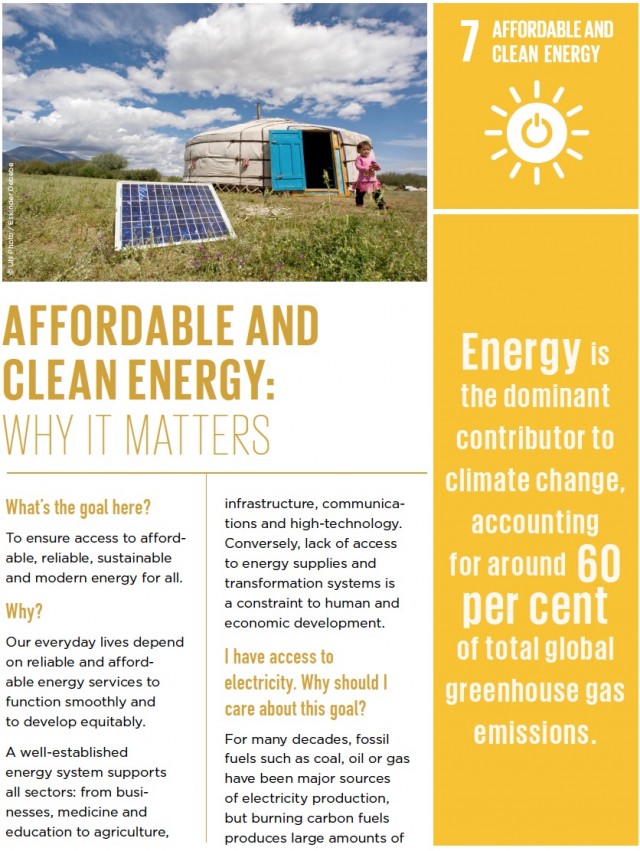 © UN Photo / Eskinder Debebe
7 AFFORDABLE AND
CLEAN ENERGY
AFFORDABLE AND
CLEAN ENERGY:
WHY IT MATTERS
What's the goal here?
To ensure access to afford-
able, reliable, sustainable
and modern energy for all.
Why?
Our everyday lives depend
on reliable and afford-
able energy services to
function smoothly and
to develop equitably.
A well-established
energy system supports
all sectors: from busi-
nesses, medicine and
education to agriculture,
infrastructure, communica-
tions and high-technology.
Conversely, lack of access
to energy supplies and
transformation systems is
a constraint to human and
economic development.
I have access to
electricity. Why should I
care about this goal?
For many decades, fossil
fuels such as coal, oil or gas
have been major sources
of electricity production,
but burning carbon fuels
produces large amounts of
Energy is
the dominant
contributor to
climate change,
accounting
for around 60
per cent
of total global
greenhouse gas
emissions.